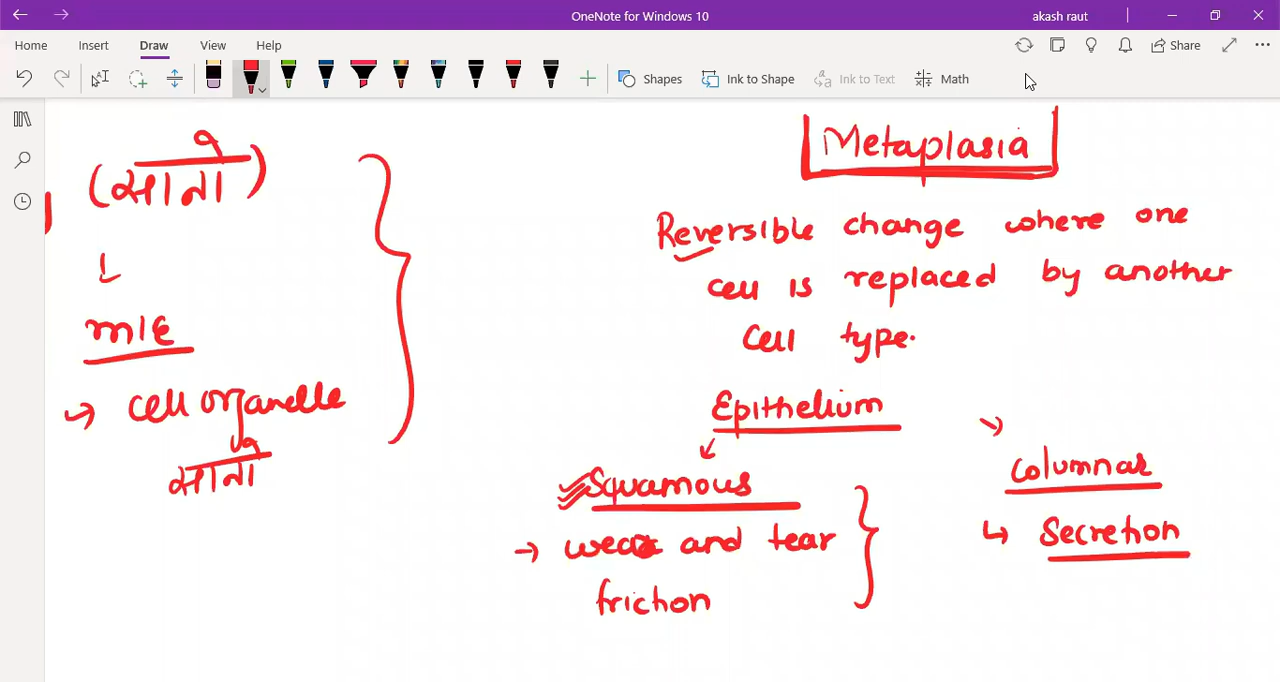 OneNote for Windows 10
akash raut
Home Insert Draw View Help
Share
Shapes
Ink to Shape
Ink to Text
Math
m/c
→ cell organelle
Metaplasia
Reversible change where one
cell is replaced by another
cell type.
Epithelium
Squamous
→ wear and tear
friction
columnar
↳ Secretion